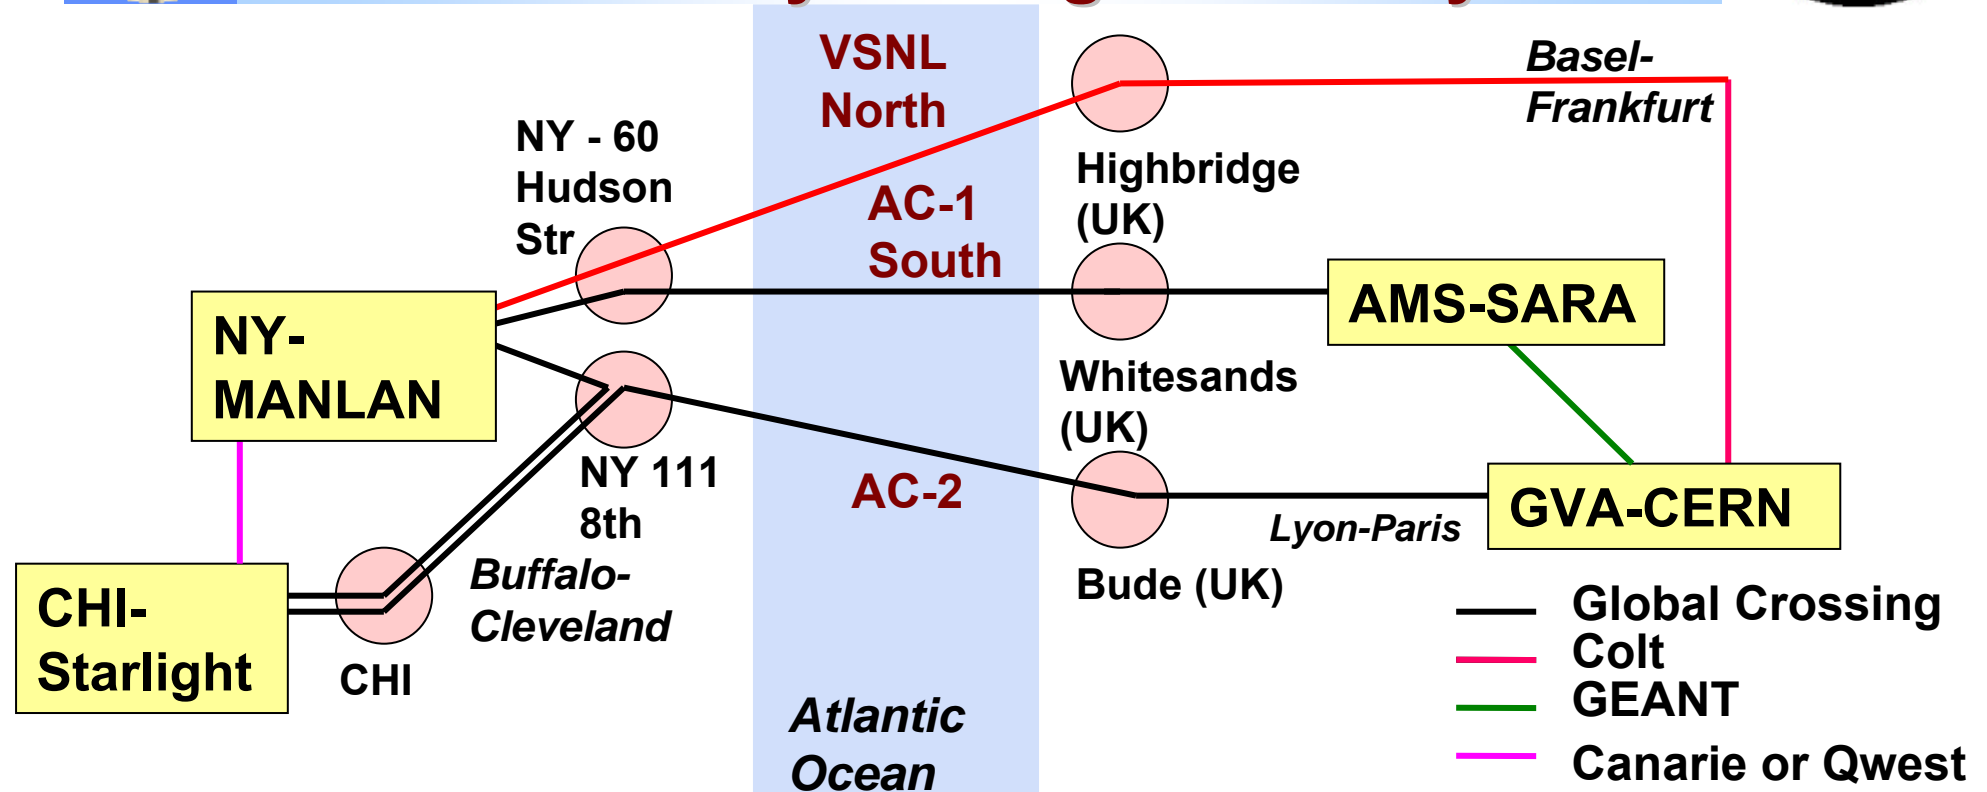 VSNL
North
Basel-
Frankfurt
NY - 60
Hudson
Str
Highbridge
(UK)
AC-1
South
NY-
MANLAN
AMS-SARA
Whitesands
(UK)
NY 111
8th
AC-2
GVA-CERN
Lyon-Paris
Buffalo-
Cleveland
Bude (UK)
CHI-
Starlight
CHI
Atlantic
Ocean
Global Crossing
Colt
GEANT
Canarie or Qwest